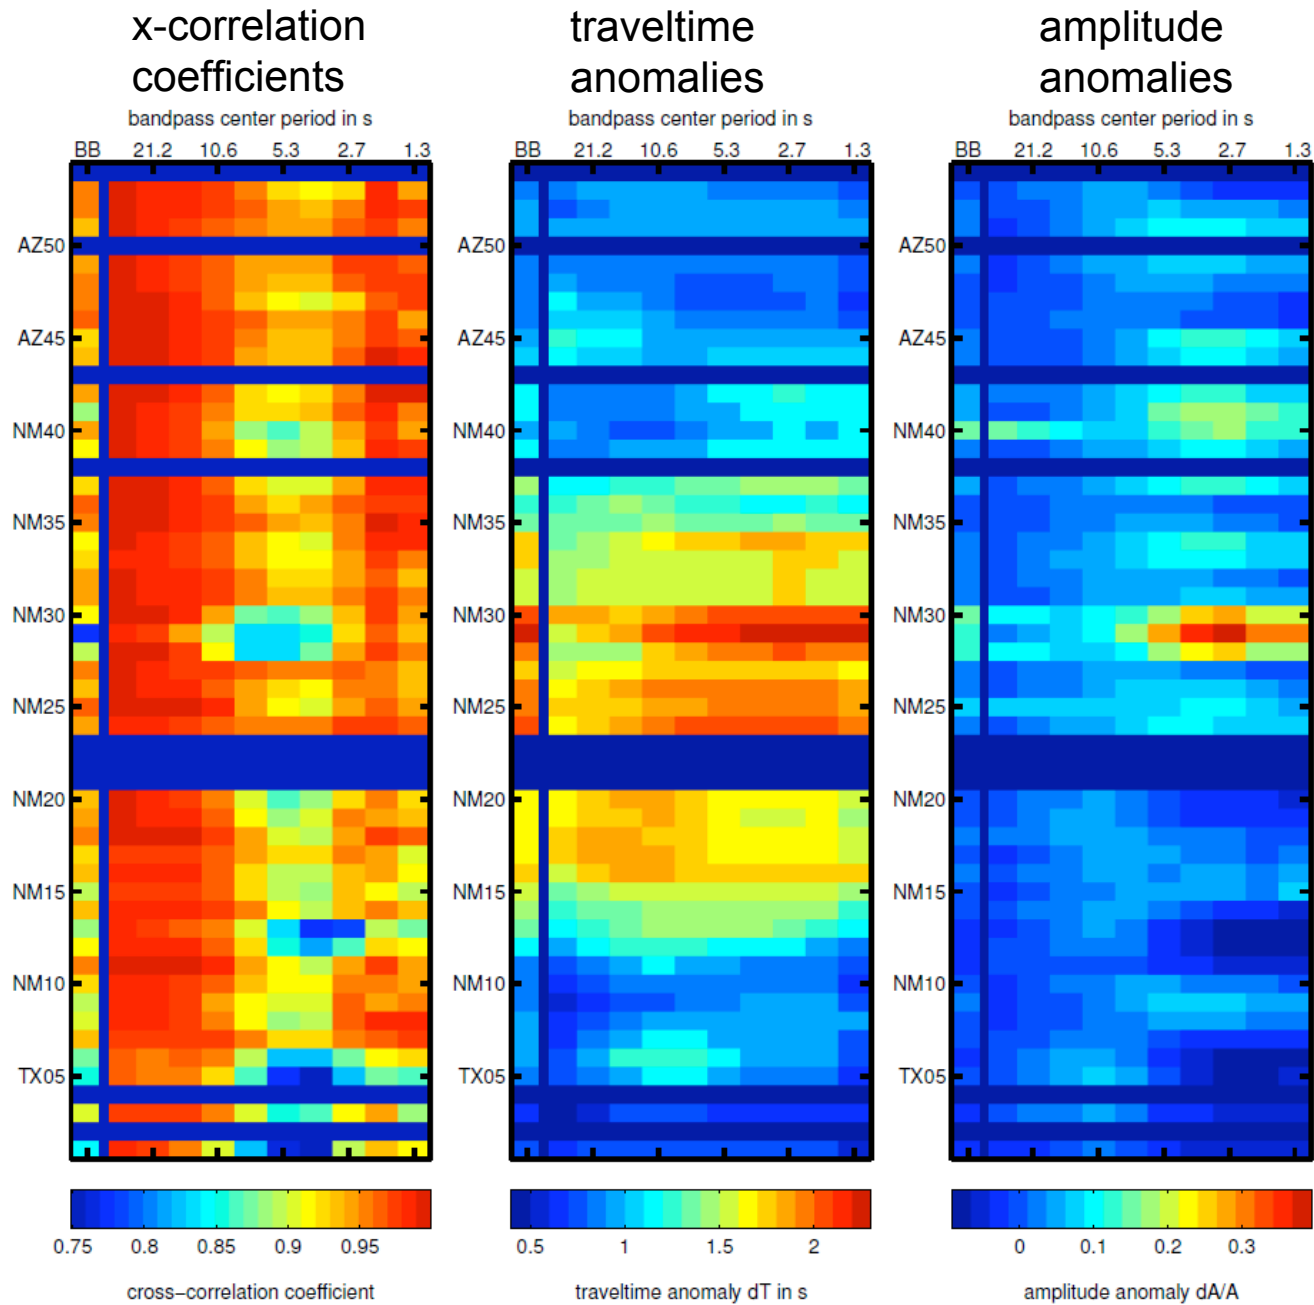 x-correlation
coefficients
bandpass center period in s
BB 21.2 10.6 5.3 2.7 1.3
AZ50
AZ45
NM40
NM35
NM30
NM25
NM20
NM15
NM10
TX05
0.75 0.8 0.85 0.9 0.95
cross-correlation coefficient
traveltime
anomalies
bandpass center period in s
BB 21.2 10.6 5.3 2.7 1.3
AZ50
AZ45
NM40
NM35
NM30
NM25
NM20
NM15
NM10
TX05
0.5 1 1.5 2
traveltime anomaly dT in s
amplitude
anomalies
bandpass center period in s
BB 21.2 10.6 5.3 2.7 1.3
AZ50
AZ45
NM40
NM35
NM30
NM25
NM20
NM15
NM10
TX05
0 0.1 0.2 0.3
amplitude anomaly dA/A